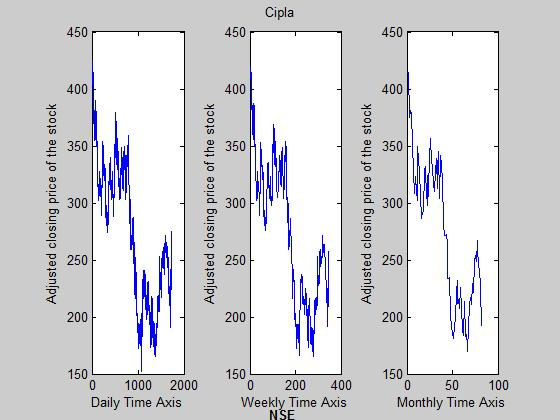 Cipla
450
400
350
300
250
200
150
Adjusted closing price of the stock
0 1000 2000
Daily Time Axis
450
400
350
300
250
200
150
Adjusted closing price of the stock
0 200 400
Weekly Time Axis
450
400
350
300
250
200
150
Adjusted closing price of the stock
0 50 100
Monthly Time Axis
NSE